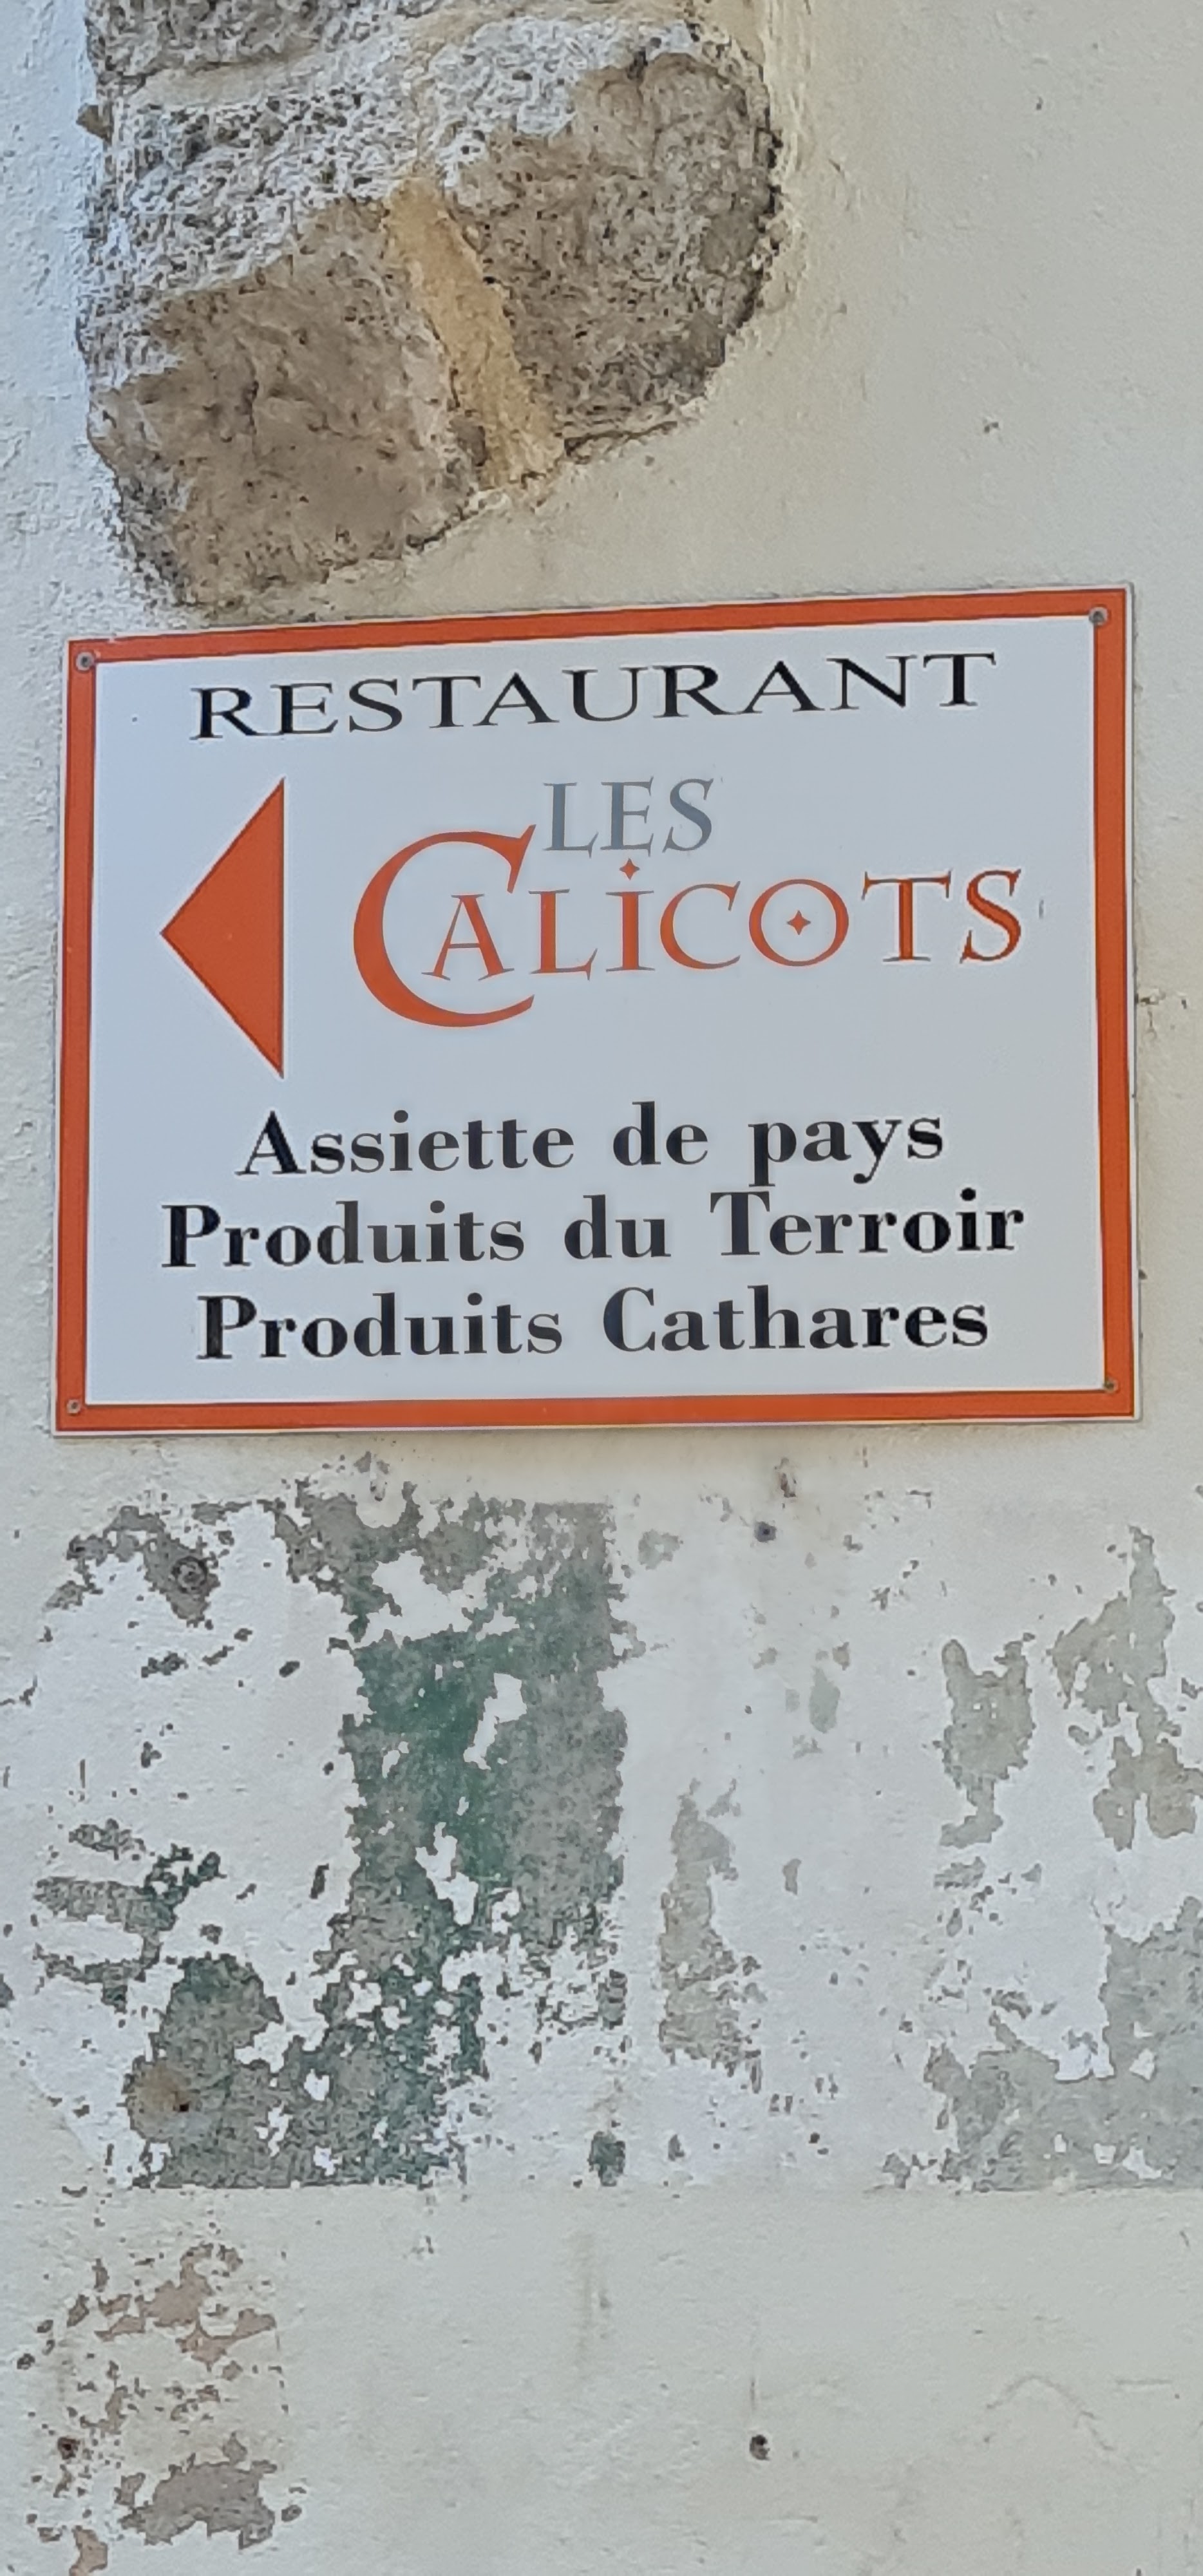 RESTAURANT
LES
CALICOTS
Assiette de pays
Produits du Terroir
Produits Cathares